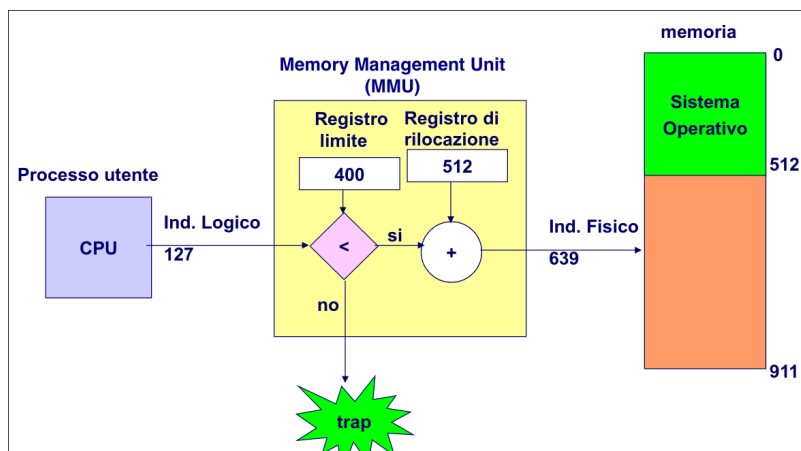 memoria
0
Memory Management Unit
(MMU)
Registro
limite
Registro di
rilocazione
Sistema
Operativo
400
512
512
Processo utente
Ind. Logico
Ind. Fisico
CPU
127
<
si
+
639
no
911
trap